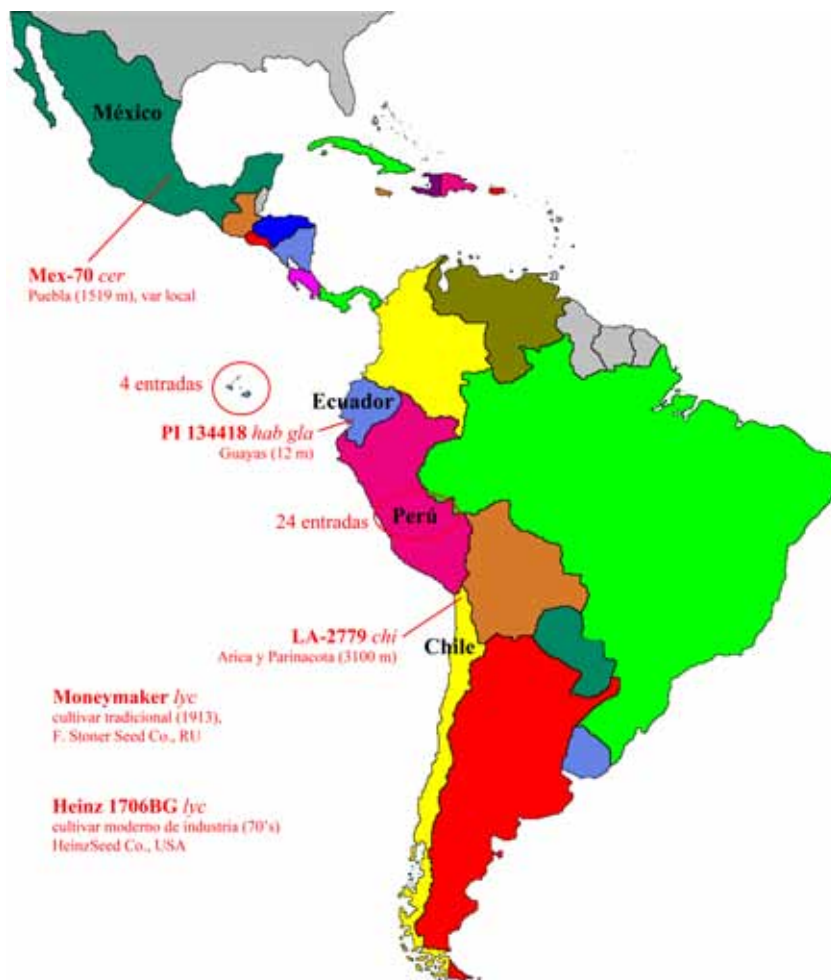 México
Mex-70 cer
Puebla (1519 m), var local
4 entradas
Ecuador
PI 134418 hab gla
Guayas (12 m)
24 entradas
Perú
LA-2779 chi
Arica y Parinacota (3100 m)
Chile
Moneymaker lyc
cultivar tradicional (1913),
F. Stoner Seed Co., RU
Heinz 1706BG lyc
cultivar moderno de industria (70's)
HeinzSeed Co., USA